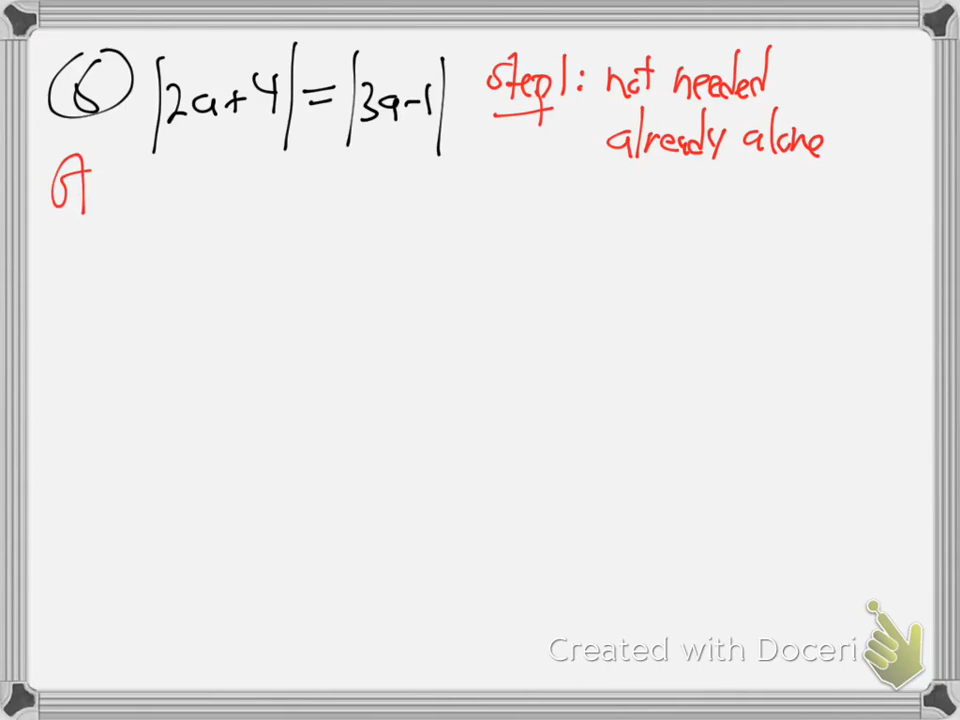 6 |2a+4| = |3a-1| step 1: not needed
already alone
Created with Doceri